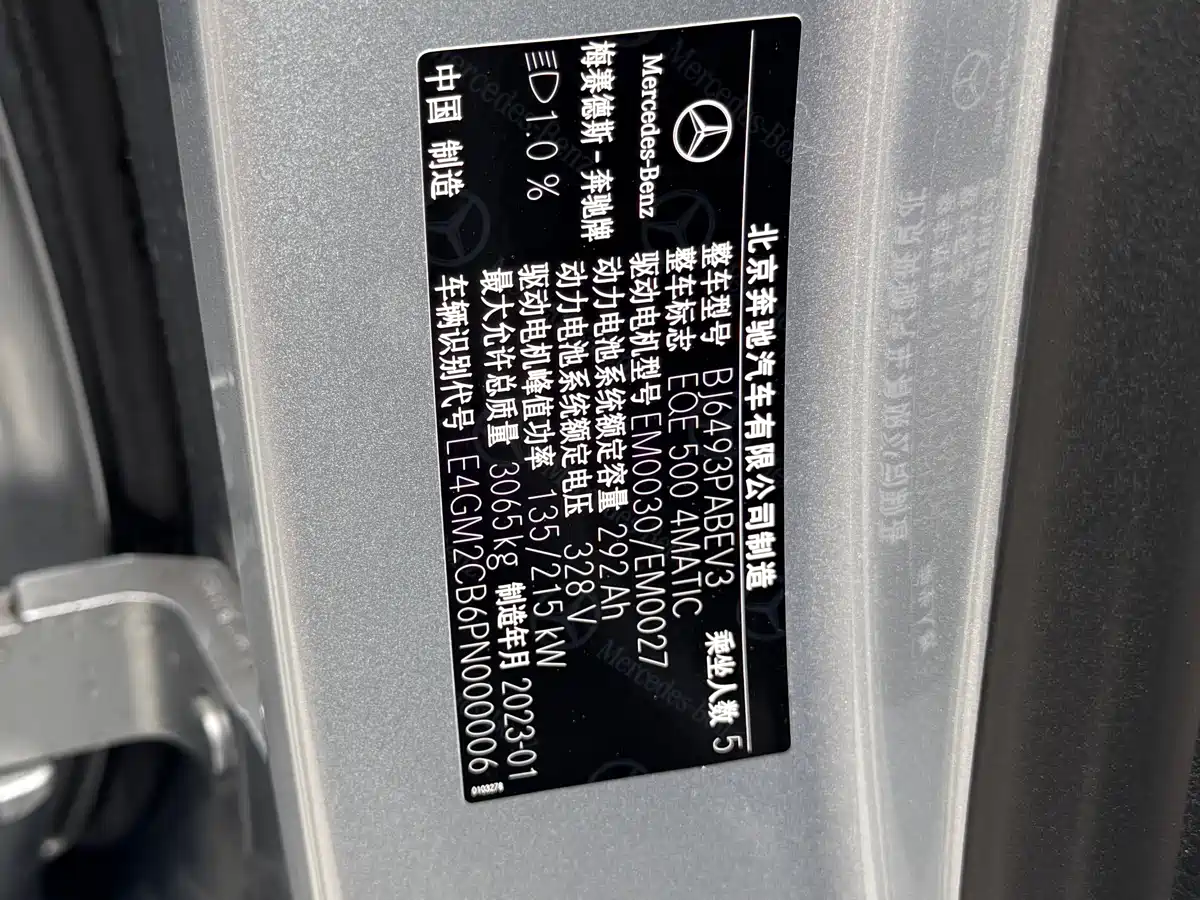 北京奔驰汽车有限公司制造
Mercedes-Benz
梅赛德斯-奔驰牌
1.0 %
中国 制造
整车型号 BJ6493PABEV3 乘坐人数 5
整车标志 EQE 500 4MATIC
驱动电机型号 EM0030/EM0027
动力电池系统额定容量 292Ah
动力电池系统额定电压 328 V
驱动电机峰值功率 135/215 kW
最大允许总质量 3065kg 制造年月 2023-01
车辆识别代号 LE4GM2CB6PN000006
0103278